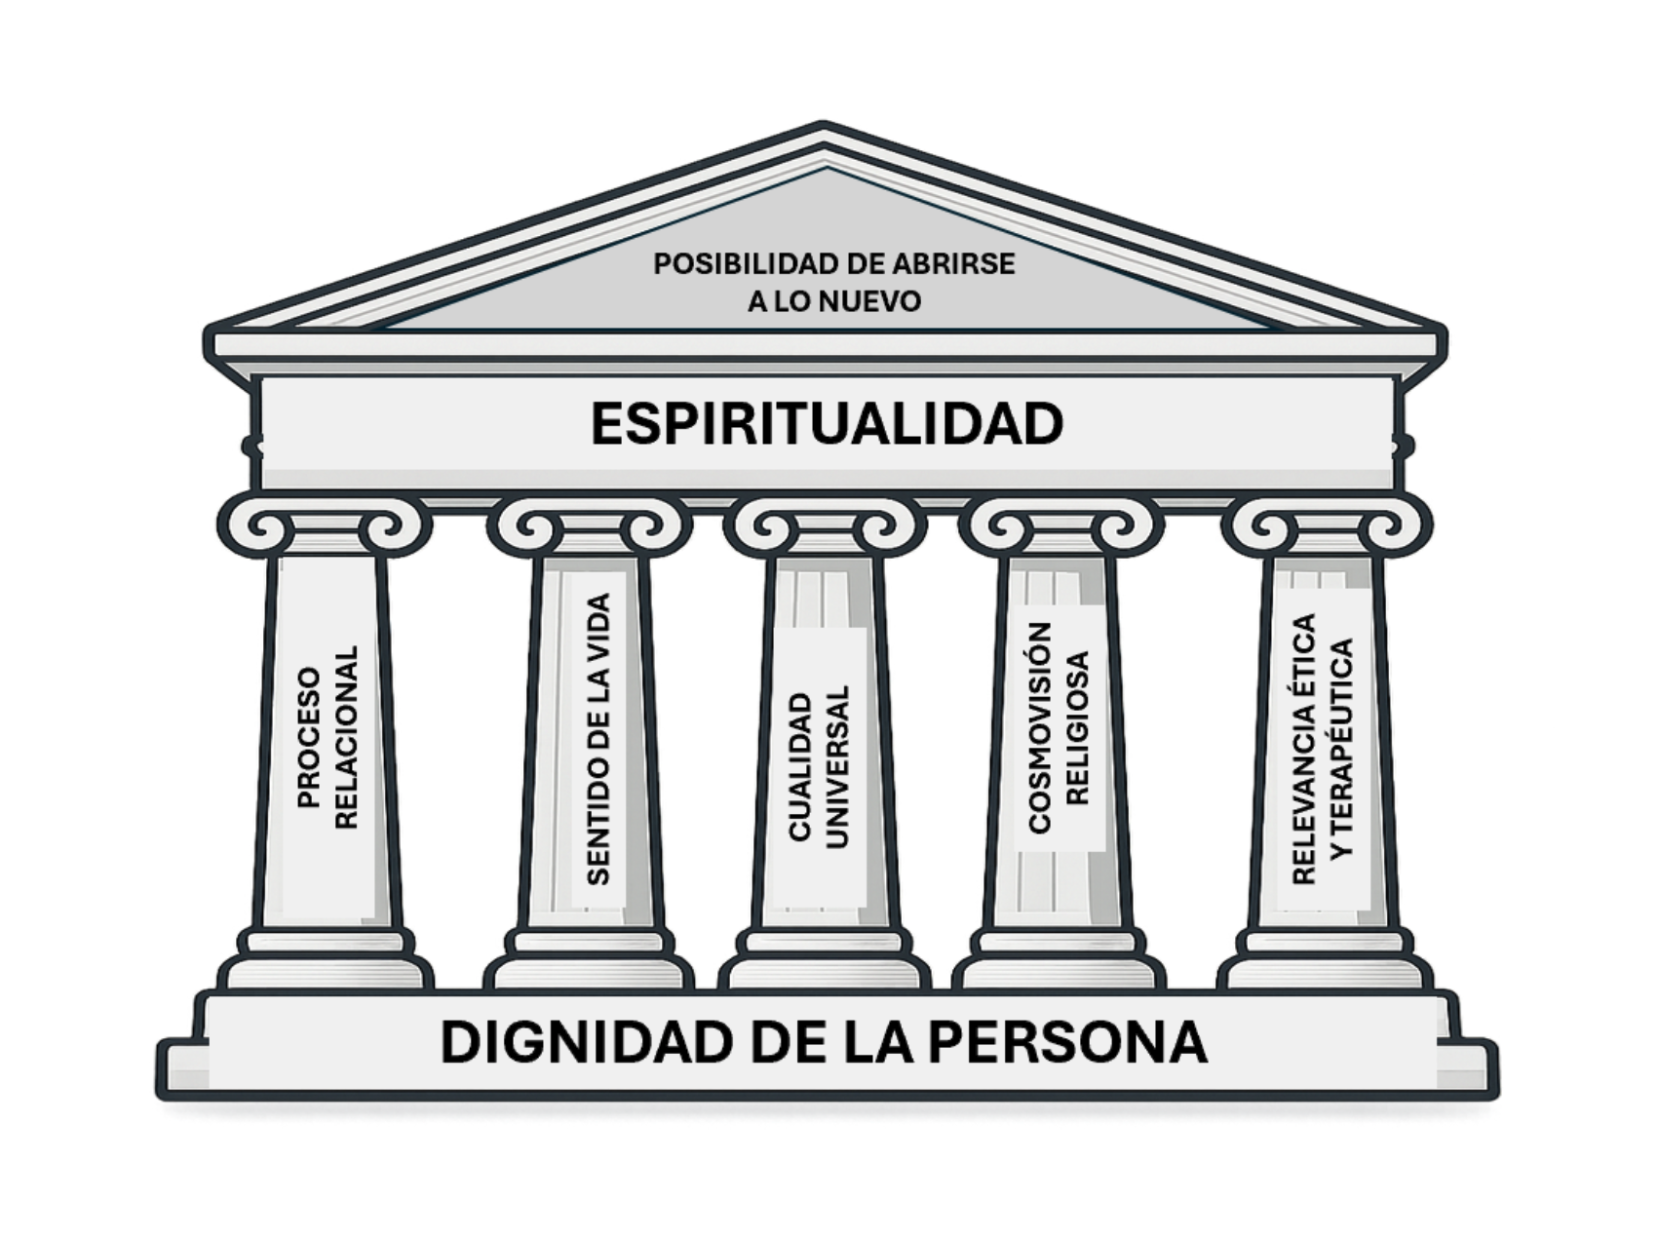 POSIBILIDAD DE ABRIRSE
A LO NUEVO
ESPIRITUALIDAD
PROCESO
RELACIONAL
SENTIDO DE LA VIDA
CUALIDAD
UNIVERSAL
COSMOVISIÓN
RELIGIOSA
RELEVANCIA ÉTICA
Y TERAPÉUTICA
DIGNIDAD DE LA PERSONA